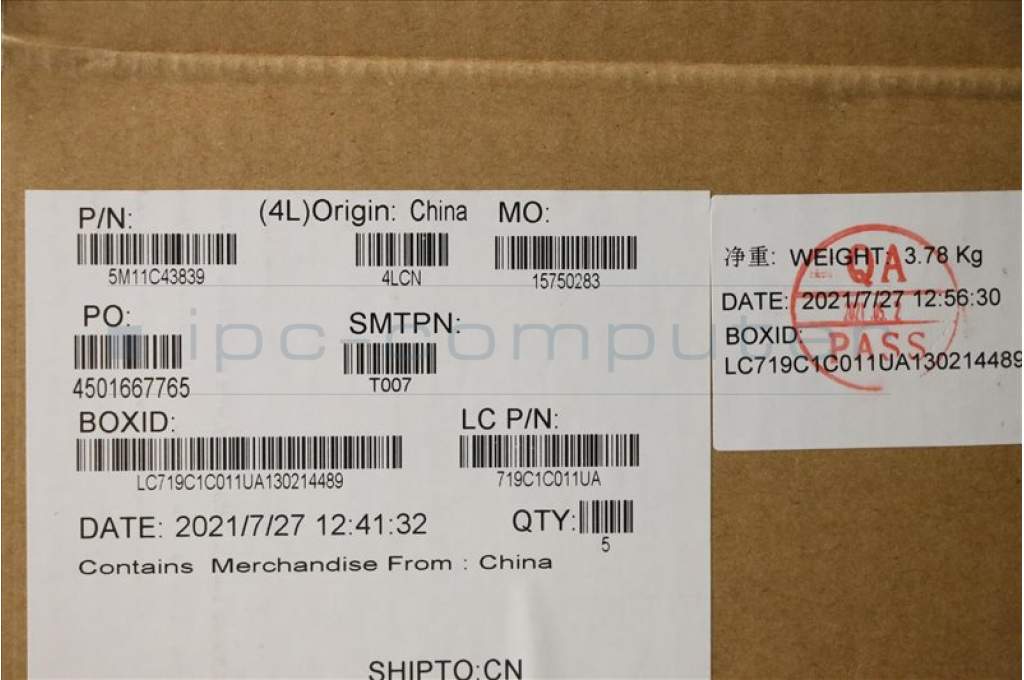 P/N: (4L)Origin: China MO:
5M11C43839 4LCN 15750283
PO: SMTPN:
4501667765 T007
BOXID: LC P/N:
LC719C1C011UA130214489 719C1C011UA
DATE: 2021/7/27 12:41:32 QTY:
5
Contains Merchandise From : China
SHIPTO:CN
净重: WEIGHT: 3.78 Kg
DATE: 2021/7/27 12:56:30
BOXID:
LC719C1C011UA130214489
QA
PASS
ipc-compute